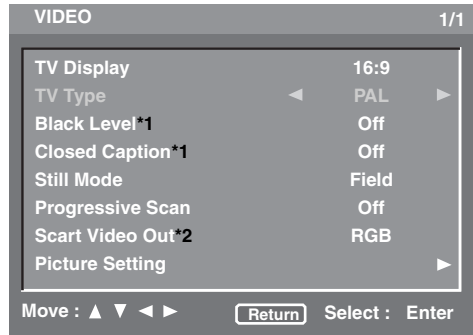 VIDEO 1/1
TV Display 16:9
TV Type ◄ PAL ►
Black Level*1 Off
Closed Caption*1 Off
Still Mode Field
Progressive Scan Off
Scart Video Out*2 RGB
Picture Setting ►
Move : ▲ ▼ ◄ ► Return Select : Enter